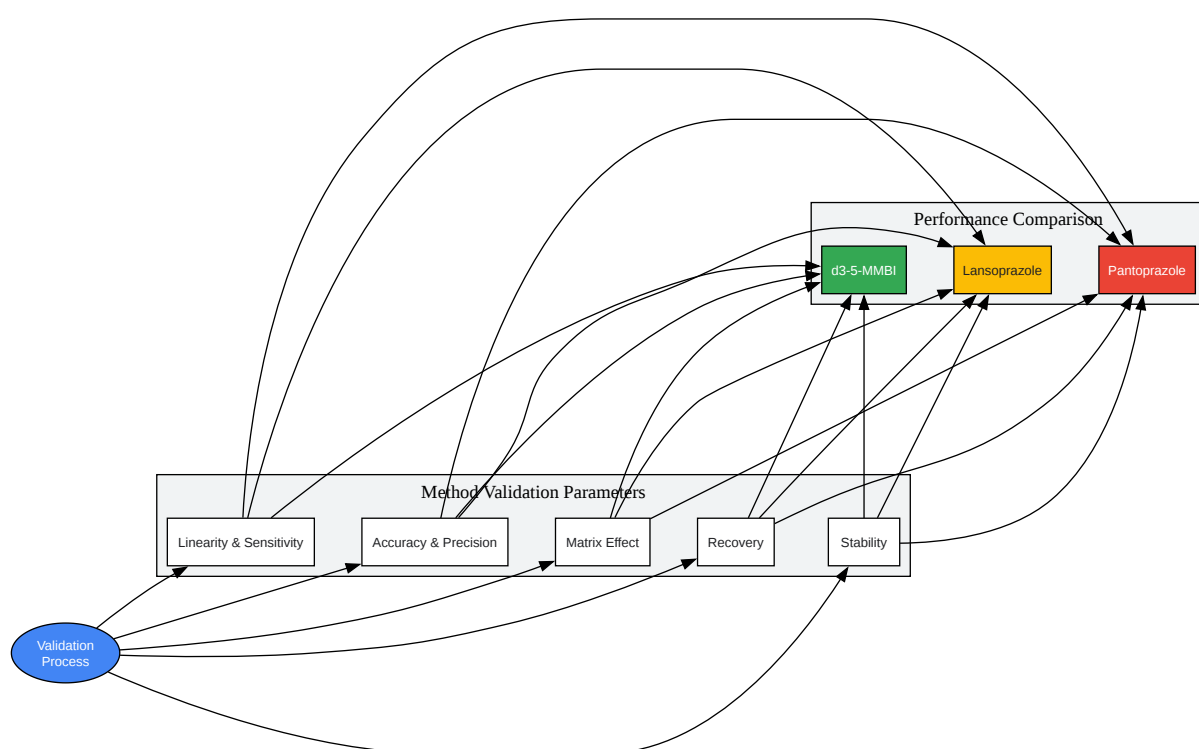 Performance Comparison
d3-5-MMBI
Lansoprazole
Pantoprazole
Method Validation Parameters
Linearity & Sensitivity
Accuracy & Precision
Matrix Effect
Recovery
Stability
Validation
Process